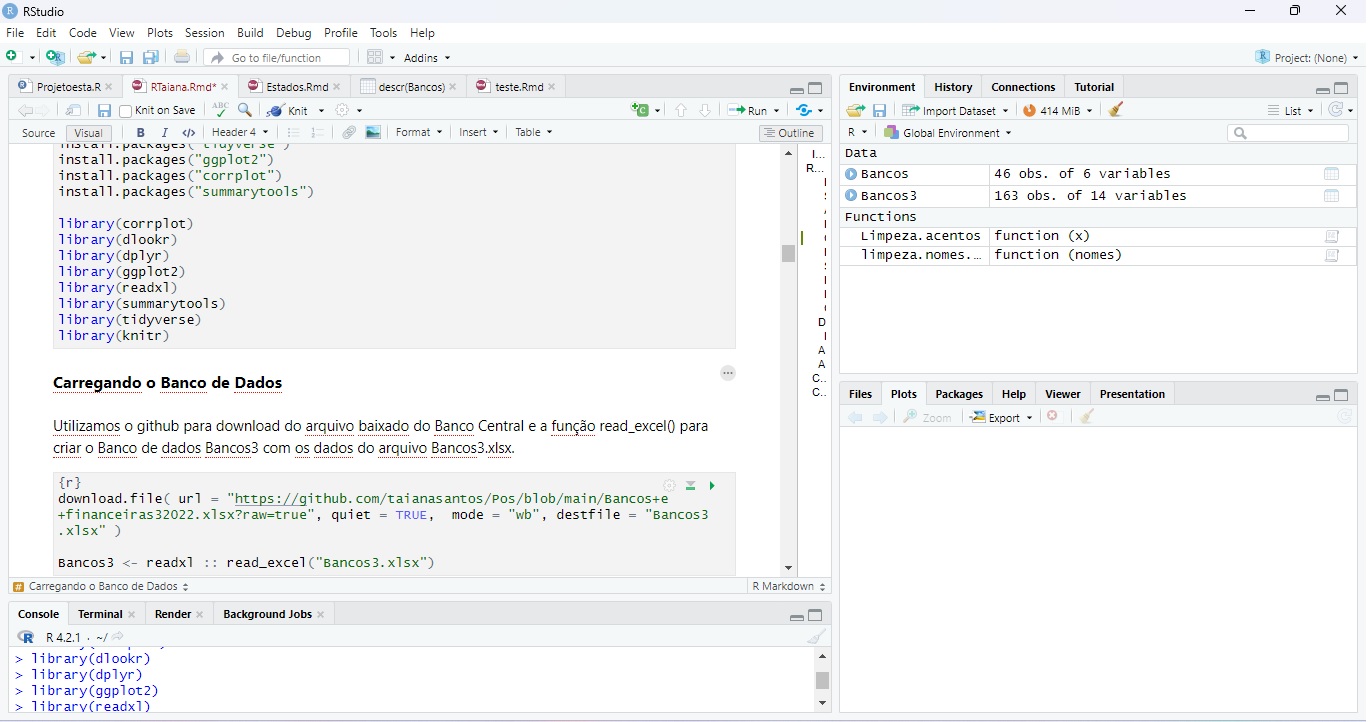 RStudio
File Edit Code View Plots Session Build Debug Profile Tools Help
Go to file/function Addins Project: (None)
Projetoesta.R RTaiana.Rmd* Estados.Rmd descr(Bancos) teste.Rmd
Knit on Save ABC Knit Run
Source Visual B I </> Header 4 Format Insert Table Outline
install.packages("tidyverse")
install.packages("ggplot2")
install.packages("corrplot")
install.packages("summarytools")
library(corrplot)
library(dlookr)
library(dplyr)
library(ggplot2)
library(readxl)
library(summarytools)
library(tidyverse)
library(knitr)
Carregando o Banco de Dados
Utilizamos o github para download do arquivo baixado do Banco Central e a função read_excel() para
criar o Banco de dados Bancos3 com os dados do arquivo Bancos3.xlsx.
{r}
download.file( url = "https://github.com/taianasantos/Pos/blob/main/Bancos+e
+financeiras32022.xlsx?raw=true", quiet = TRUE, mode = "wb", destfile = "Bancos3
.xlsx" )
Bancos3 <- readxl :: read_excel("Bancos3.xlsx")
I...
R...
D
A
A
C..
C..
# Carregando o Banco de Dados R Markdown
Console Terminal Render Background Jobs
R R 4.2.1 · ~/
> library(dlookr)
> library(dplyr)
> library(ggplot2)
> library(readxl)
Environment History Connections Tutorial
Import Dataset 414 MiB List
R Global Environment
Data
Bancos 46 obs. of 6 variables
Bancos3 163 obs. of 14 variables
Functions
Limpeza.acentos function (x)
limpeza.nomes.… function (nomes)
Files Plots Packages Help Viewer Presentation
Zoom Export